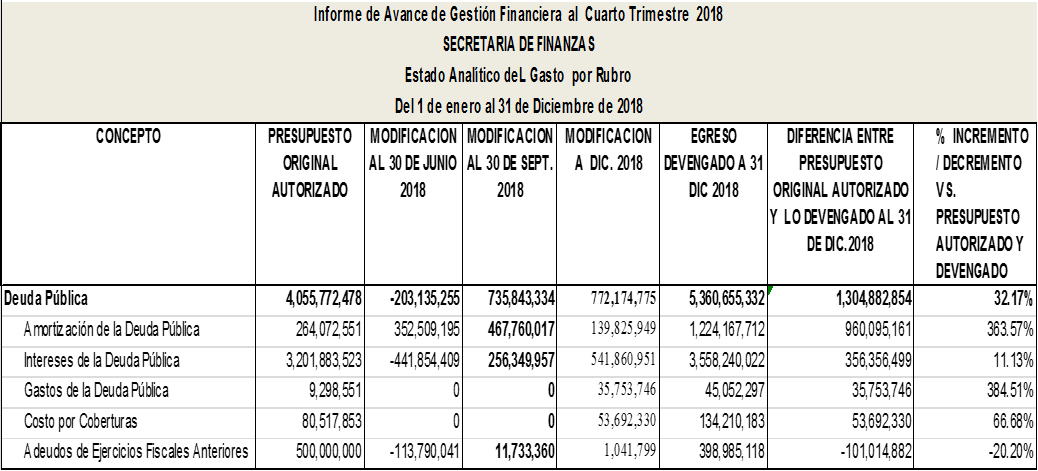 Informe de Avance de Gestión Financiera al Cuarto Trimestre 2018
SECRETARIA DE FINANZAS
Estado Analítico deL Gasto por Rubro
Del 1 de enero al 31 de Diciembre de 2018
CONCEPTO PRESUPUESTO MODIFICACION MODIFICACION MODIFICACION EGRESO DIFERENCIA ENTRE % INCREMENTO
ORIGINAL AL 30 DE JUNIO AL 30 DE SEPT. A DIC. 2018 DEVENGADO A 31 PRESUPUESTO / DECREMENTO
AUTORIZADO 2018 2018 DIC 2018 ORIGINAL AUTORIZADO VS.
Y LO DEVENGADO AL 31 PRESUPUESTO
DE DIC.2018 AUTORIZADO Y
DEVENGADO
Deuda Pública 4,055,772,478 -203,135,255 735,843,334 772,174,775 5,360,655,332 1,304,882,854 32.17%
Amortización de la Deuda Pública 264,072,551 352,509,195 467,760,017 139,825,949 1,224,167,712 960,095,161 363.57%
Intereses de la Deuda Pública 3,201,883,523 -441,854,409 256,349,957 541,860,951 3,558,240,022 356,356,499 11.13%
Gastos de la Deuda Pública 9,298,551 0 0 35,753,746 45,052,297 35,753,746 384.51%
Costo por Coberturas 80,517,853 0 0 53,692,330 134,210,183 53,692,330 66.68%
Adeudos de Ejercicios Fiscales Anteriores 500,000,000 -113,790,041 11,733,360 1,041,799 398,985,118 -101,014,882 -20.20%